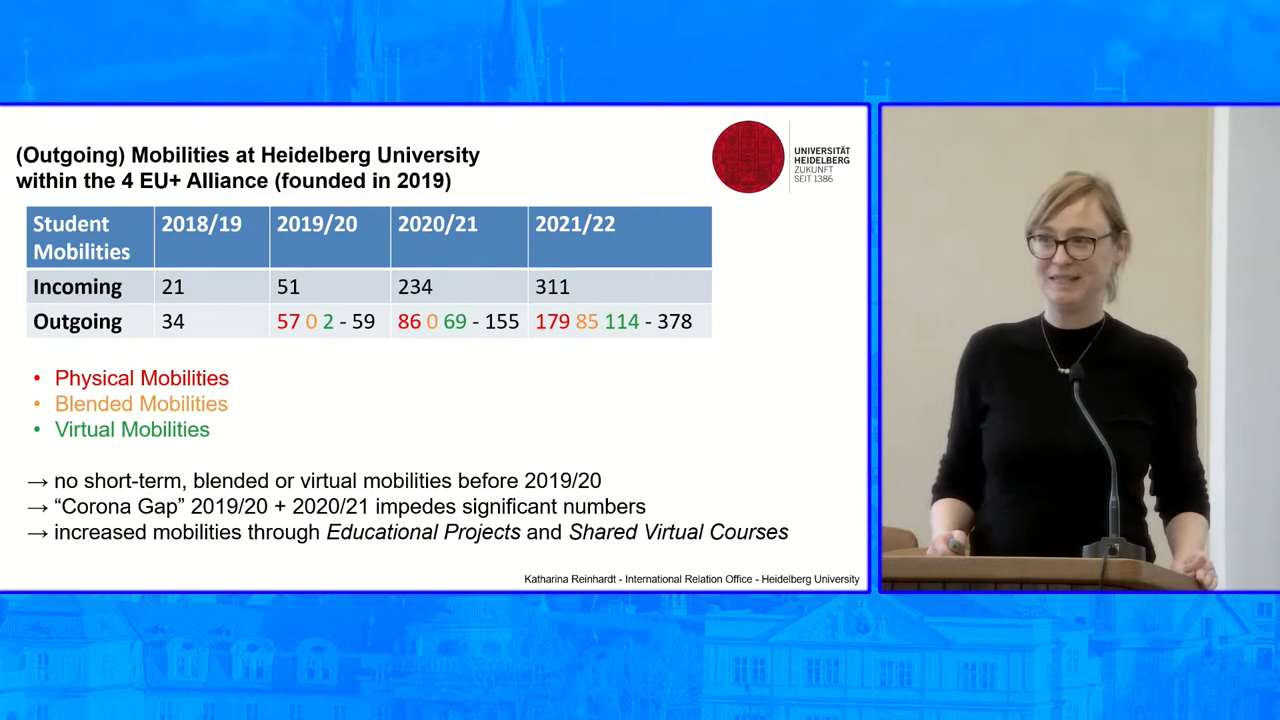 (Outgoing) Mobilities at Heidelberg University
within the 4 EU+ Alliance (founded in 2019)
UNIVERSITÄT
HEIDELBERG
ZUKUNFT
SEIT 1386
Student Mobilities 2018/19 2019/20 2020/21 2021/22
Incoming 21 51 234 311
Outgoing 34 57 0 2 - 59 86 0 69 - 155 179 85 114 - 378
• Physical Mobilities
• Blended Mobilities
• Virtual Mobilities
→ no short-term, blended or virtual mobilities before 2019/20
→ “Corona Gap” 2019/20 + 2020/21 impedes significant numbers
→ increased mobilities through Educational Projects and Shared Virtual Courses
Katharina Reinhardt - International Relation Office - Heidelberg University